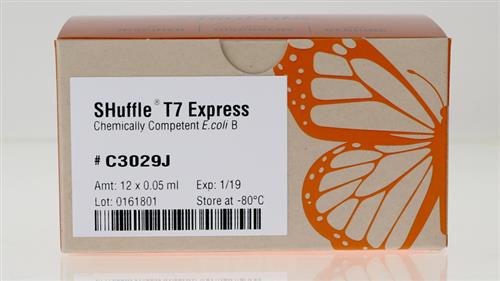 SHuffle® T7 Express
Chemically Competent E.coli B
# C3029J
Amt: 12 x 0.05 ml Exp: 1/19
Lot: 0161801 Store at -80°C